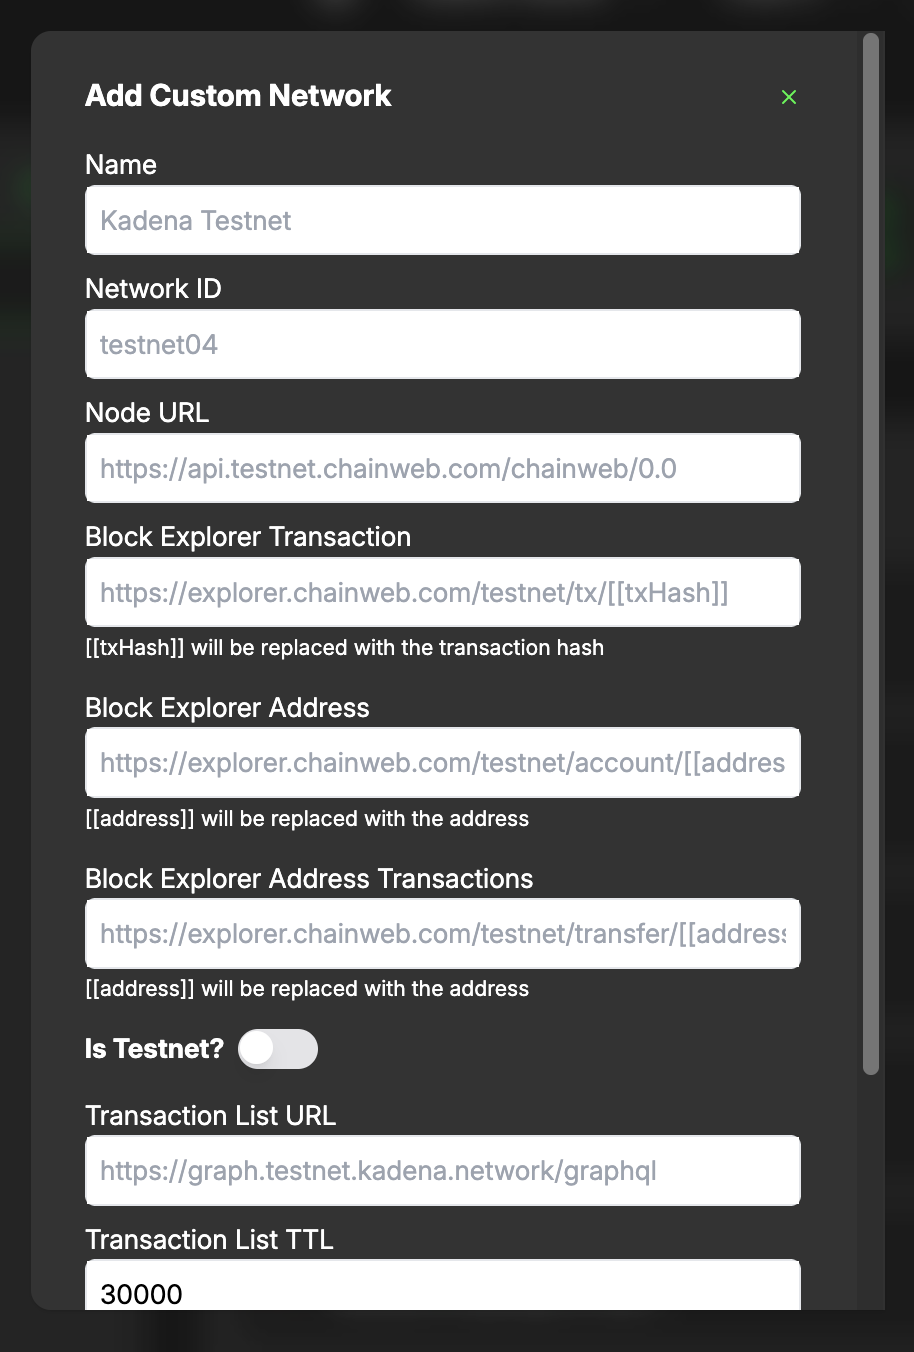 Add Custom Network
Name
Kadena Testnet
Network ID
testnet04
Node URL
https://api.testnet.chainweb.com/chainweb/0.0
Block Explorer Transaction
https://explorer.chainweb.com/testnet/tx/[[txHash]]
[[txHash]] will be replaced with the transaction hash
Block Explorer Address
https://explorer.chainweb.com/testnet/account/[[addres
[[address]] will be replaced with the address
Block Explorer Address Transactions
https://explorer.chainweb.com/testnet/transfer/[[address
[[address]] will be replaced with the address
Is Testnet?
Transaction List URL
https://graph.testnet.kadena.network/graphql
Transaction List TTL
30000